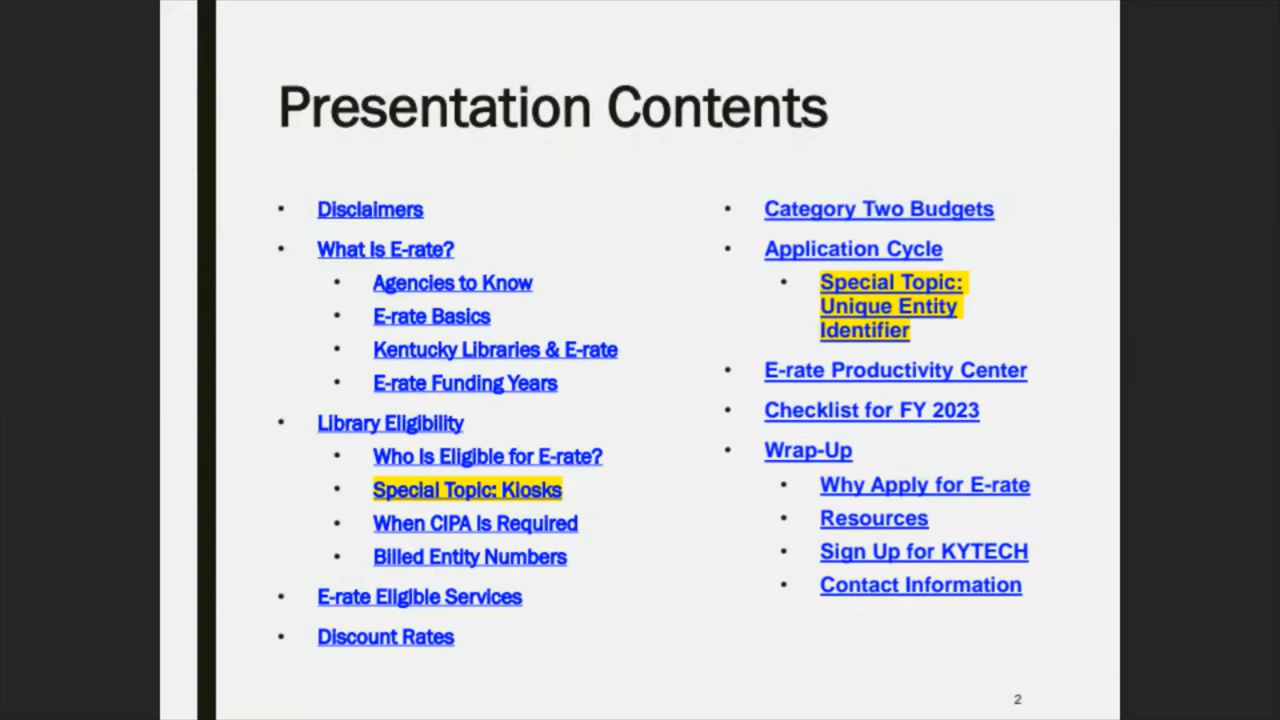 Presentation Contents
• Disclaimers
• What Is E-rate?
• Agencies to Know
• E-rate Basics
• Kentucky Libraries & E-rate
• E-rate Funding Years
• Library Eligibility
• Who Is Eligible for E-rate?
• Special Topic: Kiosks
• When CIPA Is Required
• Billed Entity Numbers
• E-rate Eligible Services
• Discount Rates
• Category Two Budgets
• Application Cycle
• Special Topic:
Unique Entity
Identifier
• E-rate Productivity Center
• Checklist for FY 2023
• Wrap-Up
• Why Apply for E-rate
• Resources
• Sign Up for KYTECH
• Contact Information
2